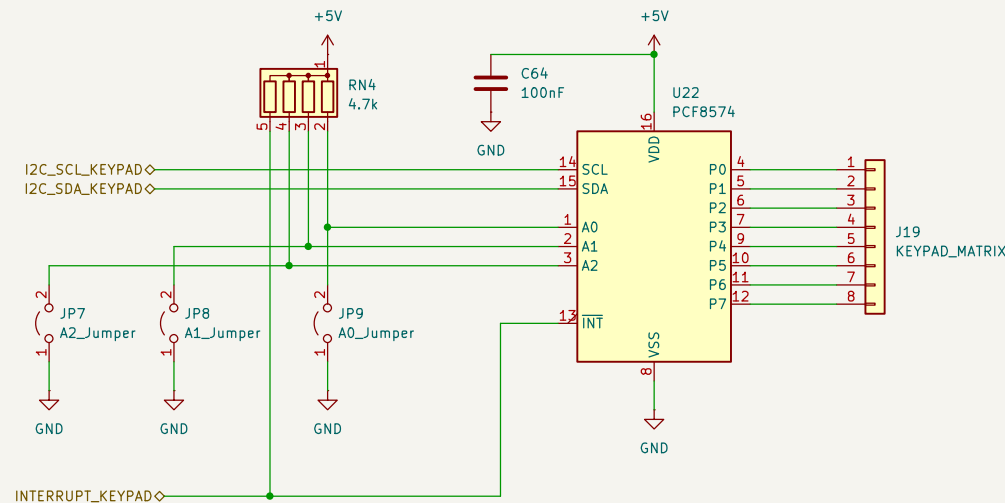 +5V
+5V
1
RN4
4.7k
5
4
3
2
C64
100nF
GND
U22
PCF8574
16
VDD
I2C_SCL_KEYPAD
14
SCL
P0
4
1
I2C_SDA_KEYPAD
15
SDA
P1
5
2
P2
6
3
1
A0
P3
7
4
2
A1
P4
9
5
3
A2
P5
10
6
P6
11
7
P7
12
8
J19
KEYPAD_MATRIX
2
JP7
A2_Jumper
1
GND
2
JP8
A1_Jumper
1
GND
2
JP9
A0_Jumper
1
GND
13
INT
VSS
8
GND
INTERRUPT_KEYPAD